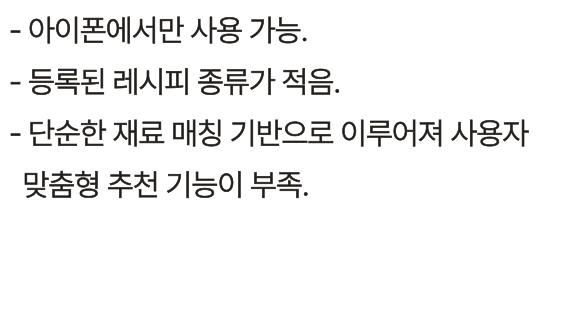 - 아이폰에서만 사용 가능.
- 등록된 레시피 종류가 적음.
- 단순한 재료 매칭 기반으로 이루어져 사용자
맞춤형 추천 기능이 부족.